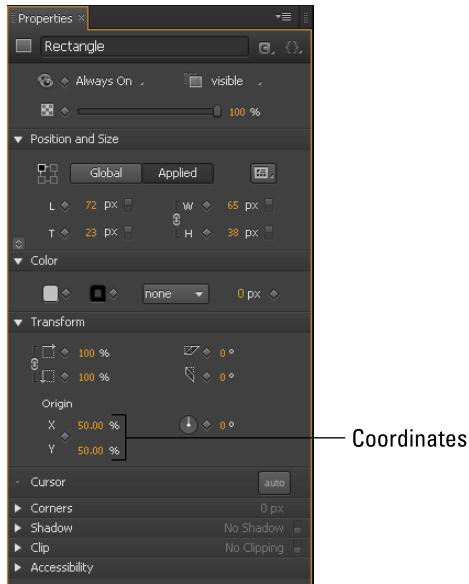 Properties ×
Rectangle
Always On visible
100 %
Position and Size
Global Applied
L 72 px W 65 px
T 23 px H 38 px
Color
none 0 px
Transform
100 % 0 °
100 % 0 °
Origin
X 50.00 % 0 °
Y 50.00 %
Coordinates
Cursor auto
Corners 0 px
Shadow No Shadow
Clip No Clipping
Accessibility